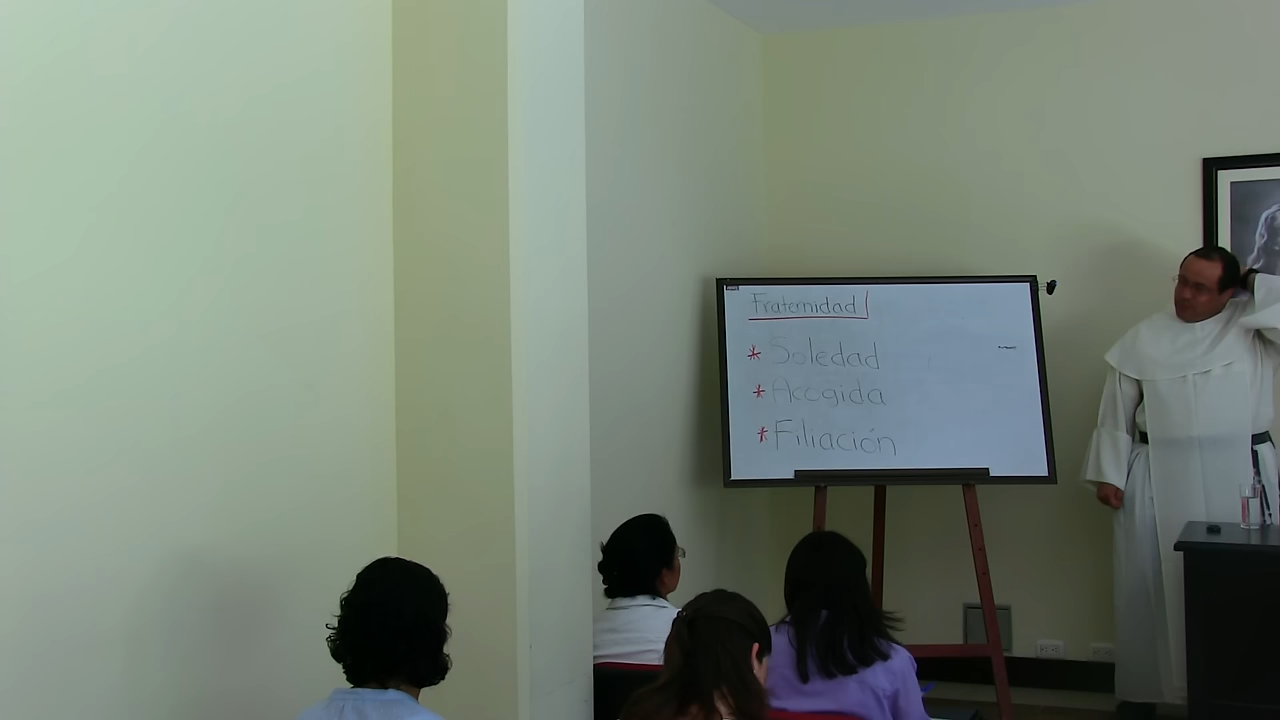 Fraternidad
* Soledad
* Acogida
* Filiación